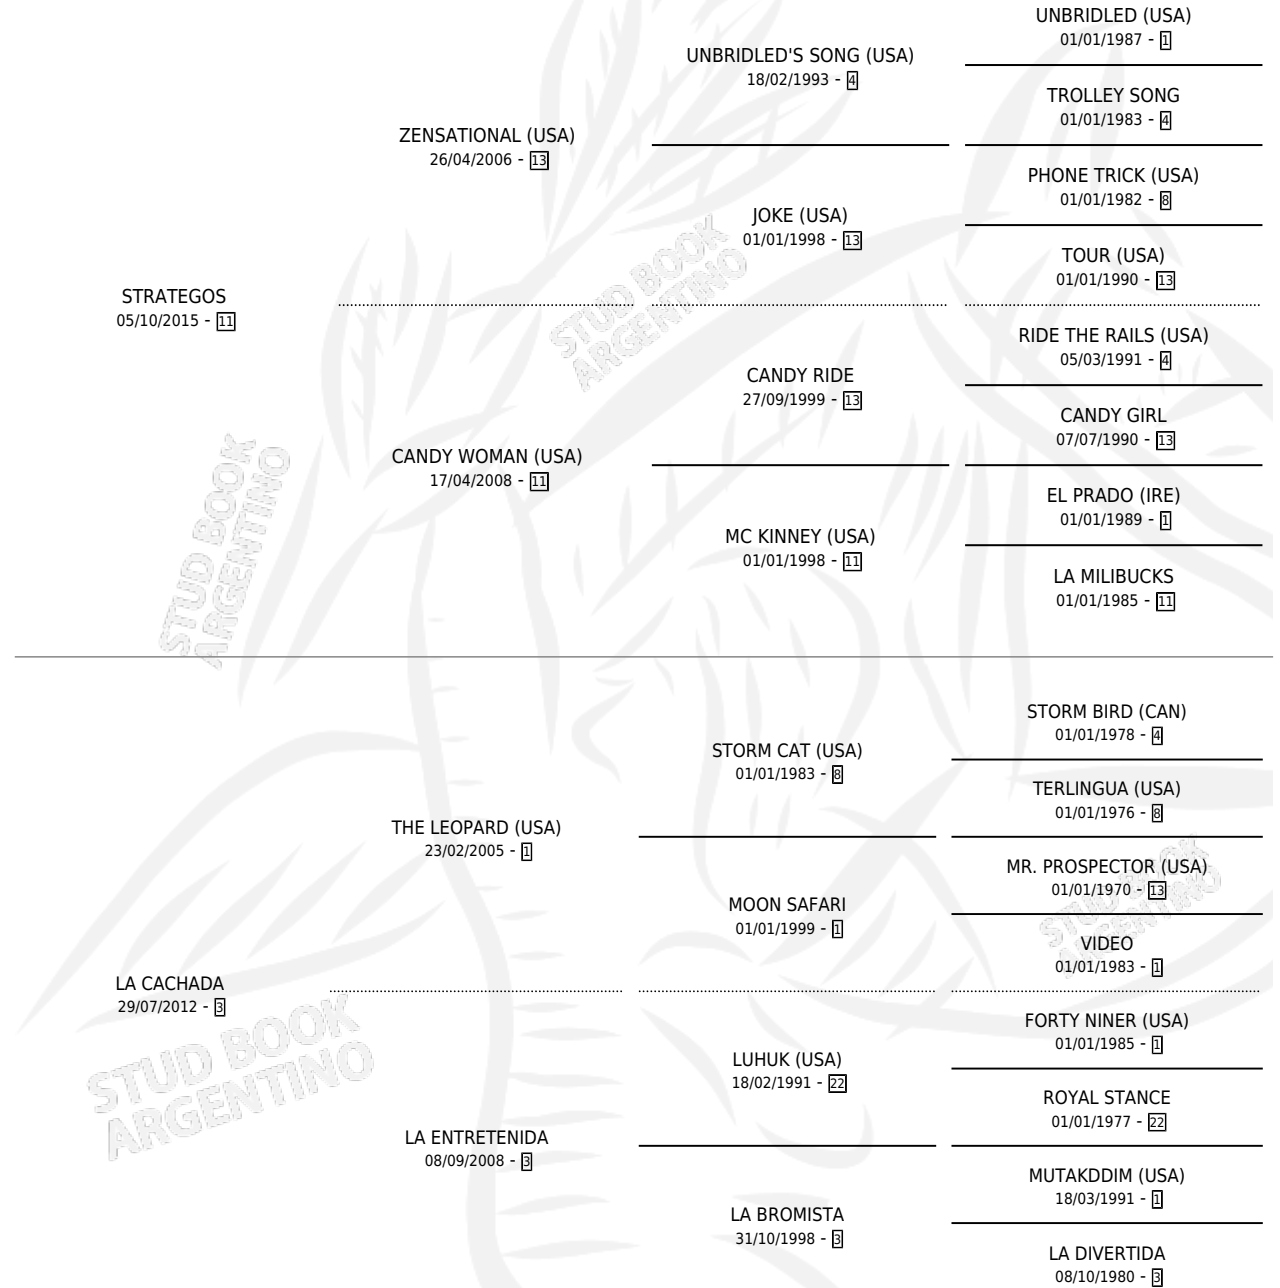 UNBRIDLED (USA)
01/01/1987 - 1
UNBRIDLED'S SONG (USA)
18/02/1993 - 4
TROLLEY SONG
01/01/1983 - 4
ZENSATIONAL (USA)
26/04/2006 - 13
PHONE TRICK (USA)
01/01/1982 - 8
JOKE (USA)
01/01/1998 - 13
TOUR (USA)
01/01/1990 - 13
STRATEGOS
05/10/2015 - 11
RIDE THE RAILS (USA)
05/03/1991 - 4
CANDY RIDE
27/09/1999 - 13
CANDY GIRL
07/07/1990 - 13
CANDY WOMAN (USA)
17/04/2008 - 11
EL PRADO (IRE)
01/01/1989 - 1
MC KINNEY (USA)
01/01/1998 - 11
LA MILIBUCKS
01/01/1985 - 11
STORM BIRD (CAN)
01/01/1978 - 4
STORM CAT (USA)
01/01/1983 - 8
TERLINGUA (USA)
01/01/1976 - 8
THE LEOPARD (USA)
23/02/2005 - 1
MR. PROSPECTOR (USA)
01/01/1970 - 13
MOON SAFARI
01/01/1999 - 1
VIDEO
01/01/1983 - 1
LA CACHADA
29/07/2012 - 3
FORTY NINER (USA)
01/01/1985 - 1
LUHUK (USA)
18/02/1991 - 22
ROYAL STANCE
01/01/1977 - 22
LA ENTRETENIDA
08/09/2008 - 3
MUTAKDDIM (USA)
18/03/1991 - 1
LA BROMISTA
31/10/1998 - 3
LA DIVERTIDA
08/10/1980 - 3
STUD BOOK
ARGENTINO
STUD BOOK
ARGENTINO
STUD BOOK
ARGENTINO
STUD BOOK
ARGENTINO